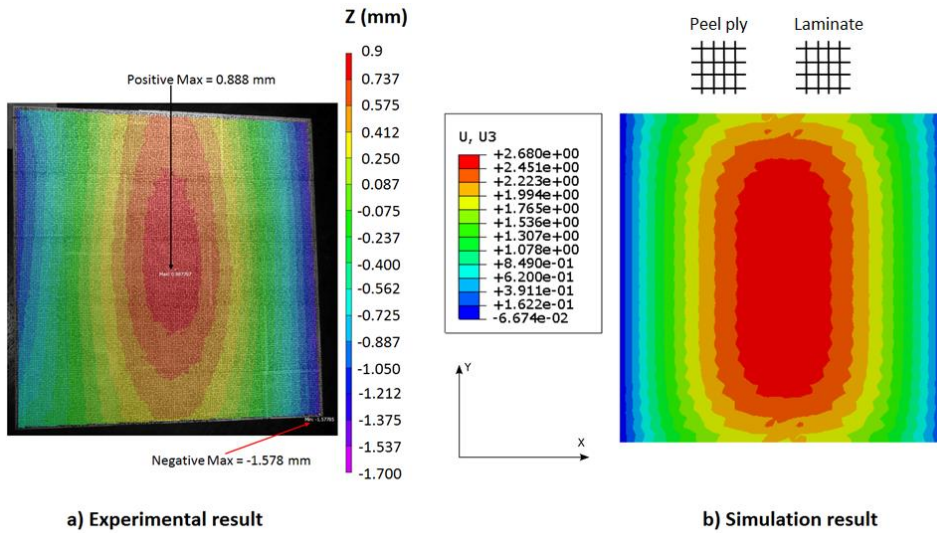 Z (mm)
0.9
0.737
0.575
0.412
0.250
0.087
-0.075
-0.237
-0.400
-0.562
-0.725
-0.887
-1.050
-1.212
-1.375
-1.537
-1.700
Positive Max = 0.888 mm
Negative Max = -1.578 mm
a) Experimental result
Peel ply
Laminate
U, U3
+2.680e+00
+2.451e+00
+2.223e+00
+1.994e+00
+1.765e+00
+1.536e+00
+1.307e+00
+1.078e+00
+8.490e-01
+6.200e-01
+3.911e-01
+1.622e-01
-6.674e-02
Y
X
b) Simulation result